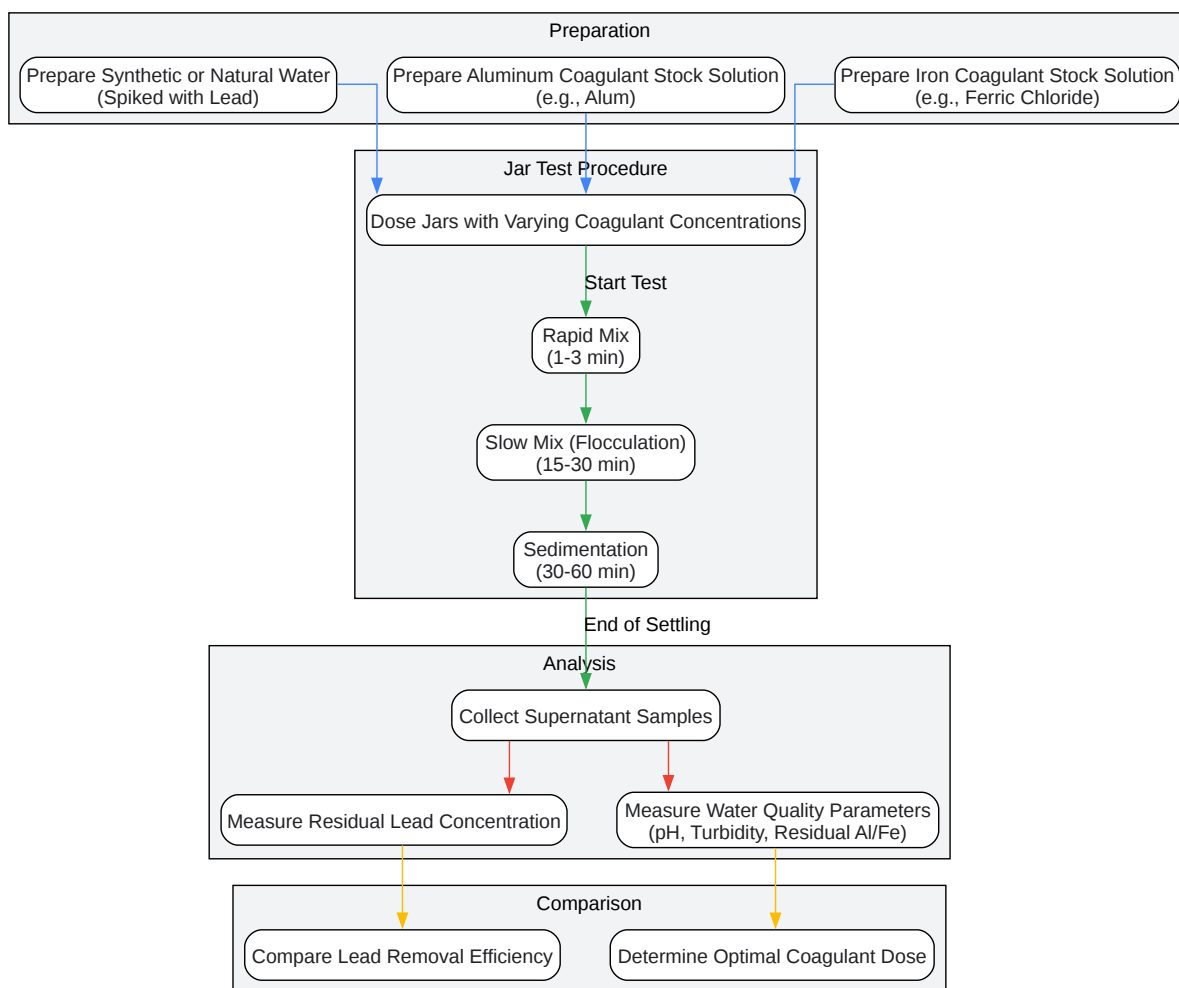 Preparation
Prepare Synthetic or Natural Water
(Spiked with Lead)
Prepare Aluminum Coagulant Stock Solution
(e.g., Alum)
Prepare Iron Coagulant Stock Solution
(e.g., Ferric Chloride)
Jar Test Procedure
Dose Jars with Varying Coagulant Concentrations
Start Test
Rapid Mix
(1-3 min)
Slow Mix (Flocculation)
(15-30 min)
Sedimentation
(30-60 min)
End of Settling
Analysis
Collect Supernatant Samples
Measure Residual Lead Concentration
Measure Water Quality Parameters
(pH, Turbidity, Residual Al/Fe)
Comparison
Compare Lead Removal Efficiency
Determine Optimal Coagulant Dose